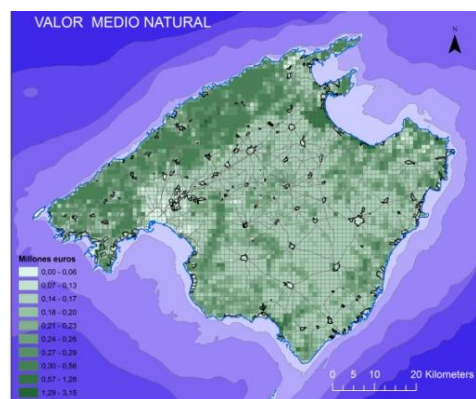 VALOR MEDIO NATURAL
N
Millones euros
0,00 - 0,06
0,07 - 0,13
0,14 - 0,17
0,18 - 0,20
0,21 - 0,23
0,24 - 0,26
0,27 - 0,29
0,30 - 0,56
0,57 - 1,28
1,29 - 3,15
0 5 10 20 Kilometers